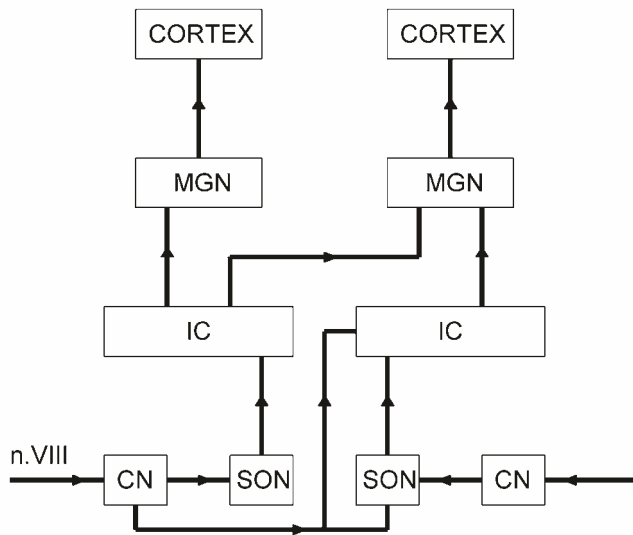 CORTEX CORTEX
MGN MGN
IC IC
n.VIII
CN SON SON CN